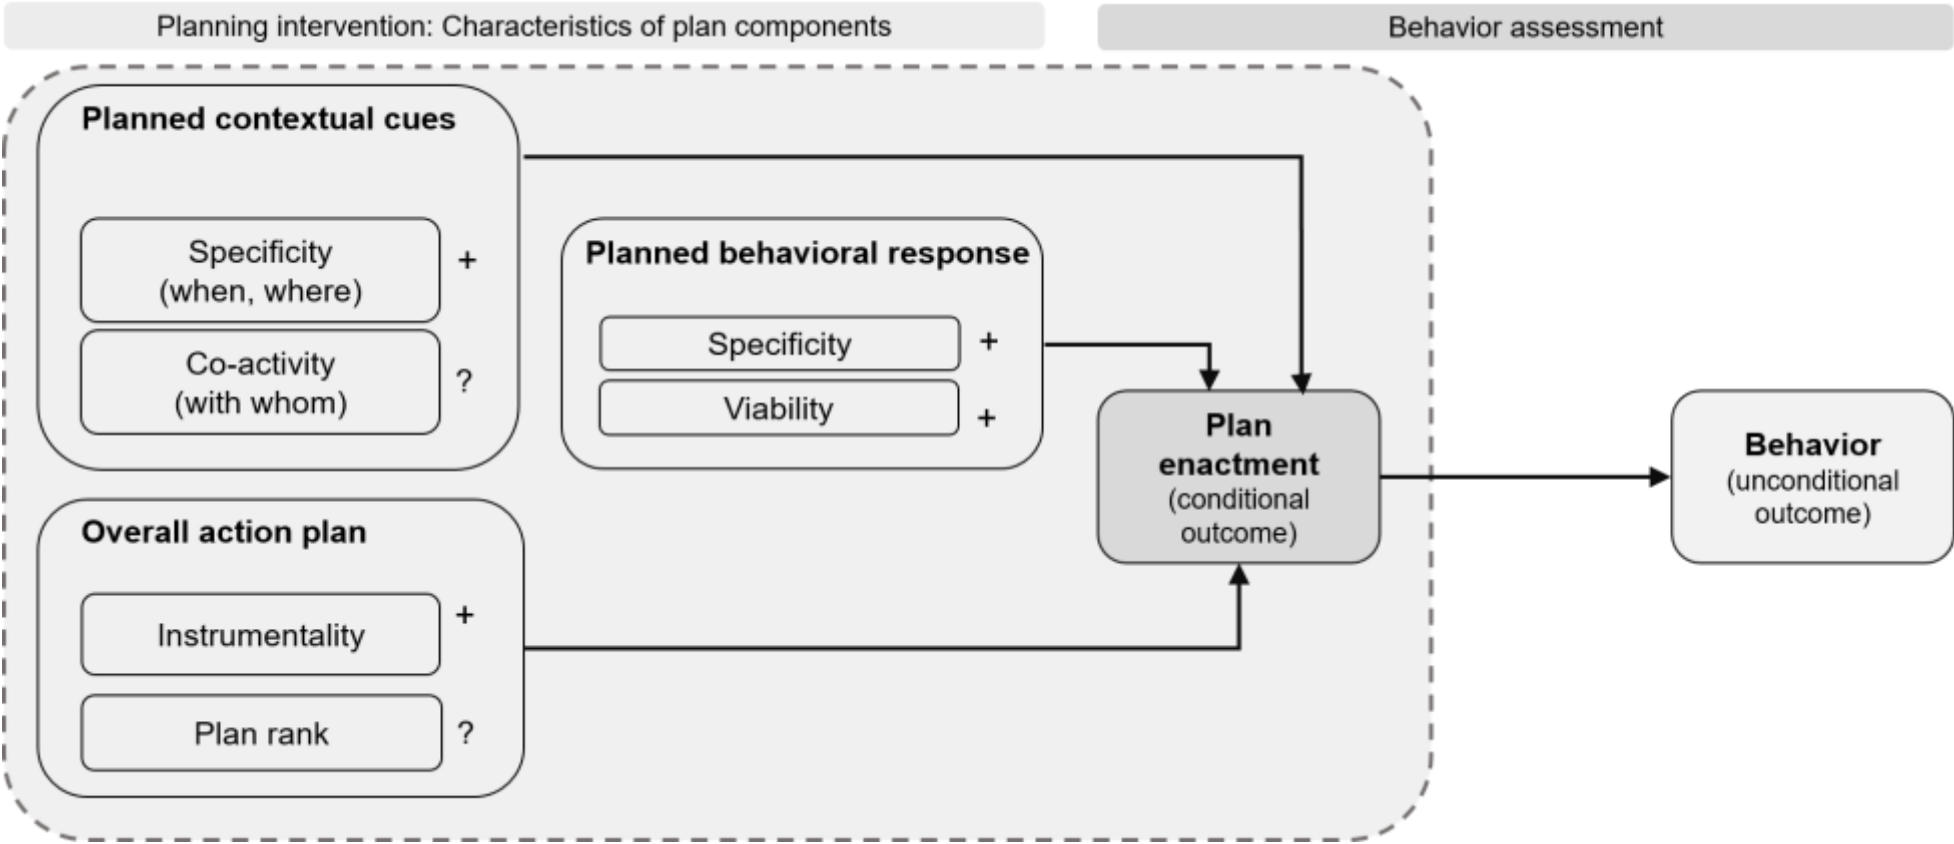 Planning intervention: Characteristics of plan components
Behavior assessment
Planned contextual cues
Specificity
(when, where)
+
Co-activity
(with whom)
?
Planned behavioral response
Specificity
+
Viability
+
Overall action plan
Instrumentality
+
Plan rank
?
Plan
enactment
(conditional
outcome)
Behavior
(unconditional
outcome)